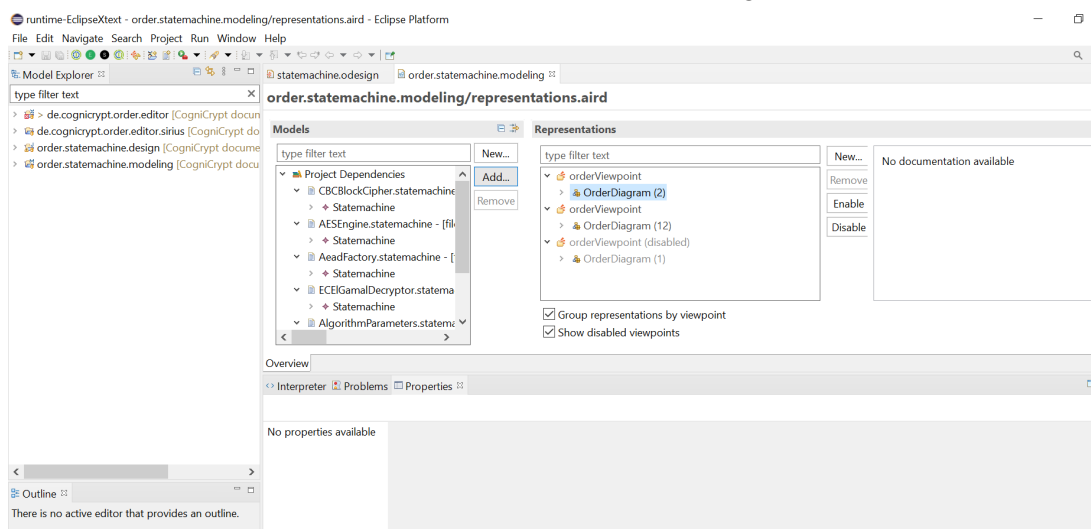 runtime-EclipseXtext - order.statemachine.modeling/representations.aird - Eclipse Platform
File Edit Navigate Search Project Run Window Help
Model Explorer
statemachine.odesign
order.statemachine.modeling
type filter text
order.statemachine.modeling/representations.aird
> de.cognicrypt.order.editor [CogniCrypt docum
de.cognicrypt.order.editor.sirius [CogniCrypt do
order.statemachine.design [CogniCrypt docume
order.statemachine.modeling [CogniCrypt docu
Models
type filter text
New...
Add...
Remove
Project Dependencies
CBCBlockCipher.statemachine
Statemachine
AESEngine.statemachine - [file
Statemachine
AeadFactory.statemachine - [
Statemachine
ECElGamalDecryptor.statema
Statemachine
AlgorithmParameters.statema
Representations
type filter text
New...
Remove
Enable
Disable
No documentation available
orderViewpoint
OrderDiagram (2)
orderViewpoint
OrderDiagram (12)
orderViewpoint (disabled)
OrderDiagram (1)
Group representations by viewpoint
Show disabled viewpoints
Overview
Interpreter
Problems
Properties
No properties available
Outline
There is no active editor that provides an outline.